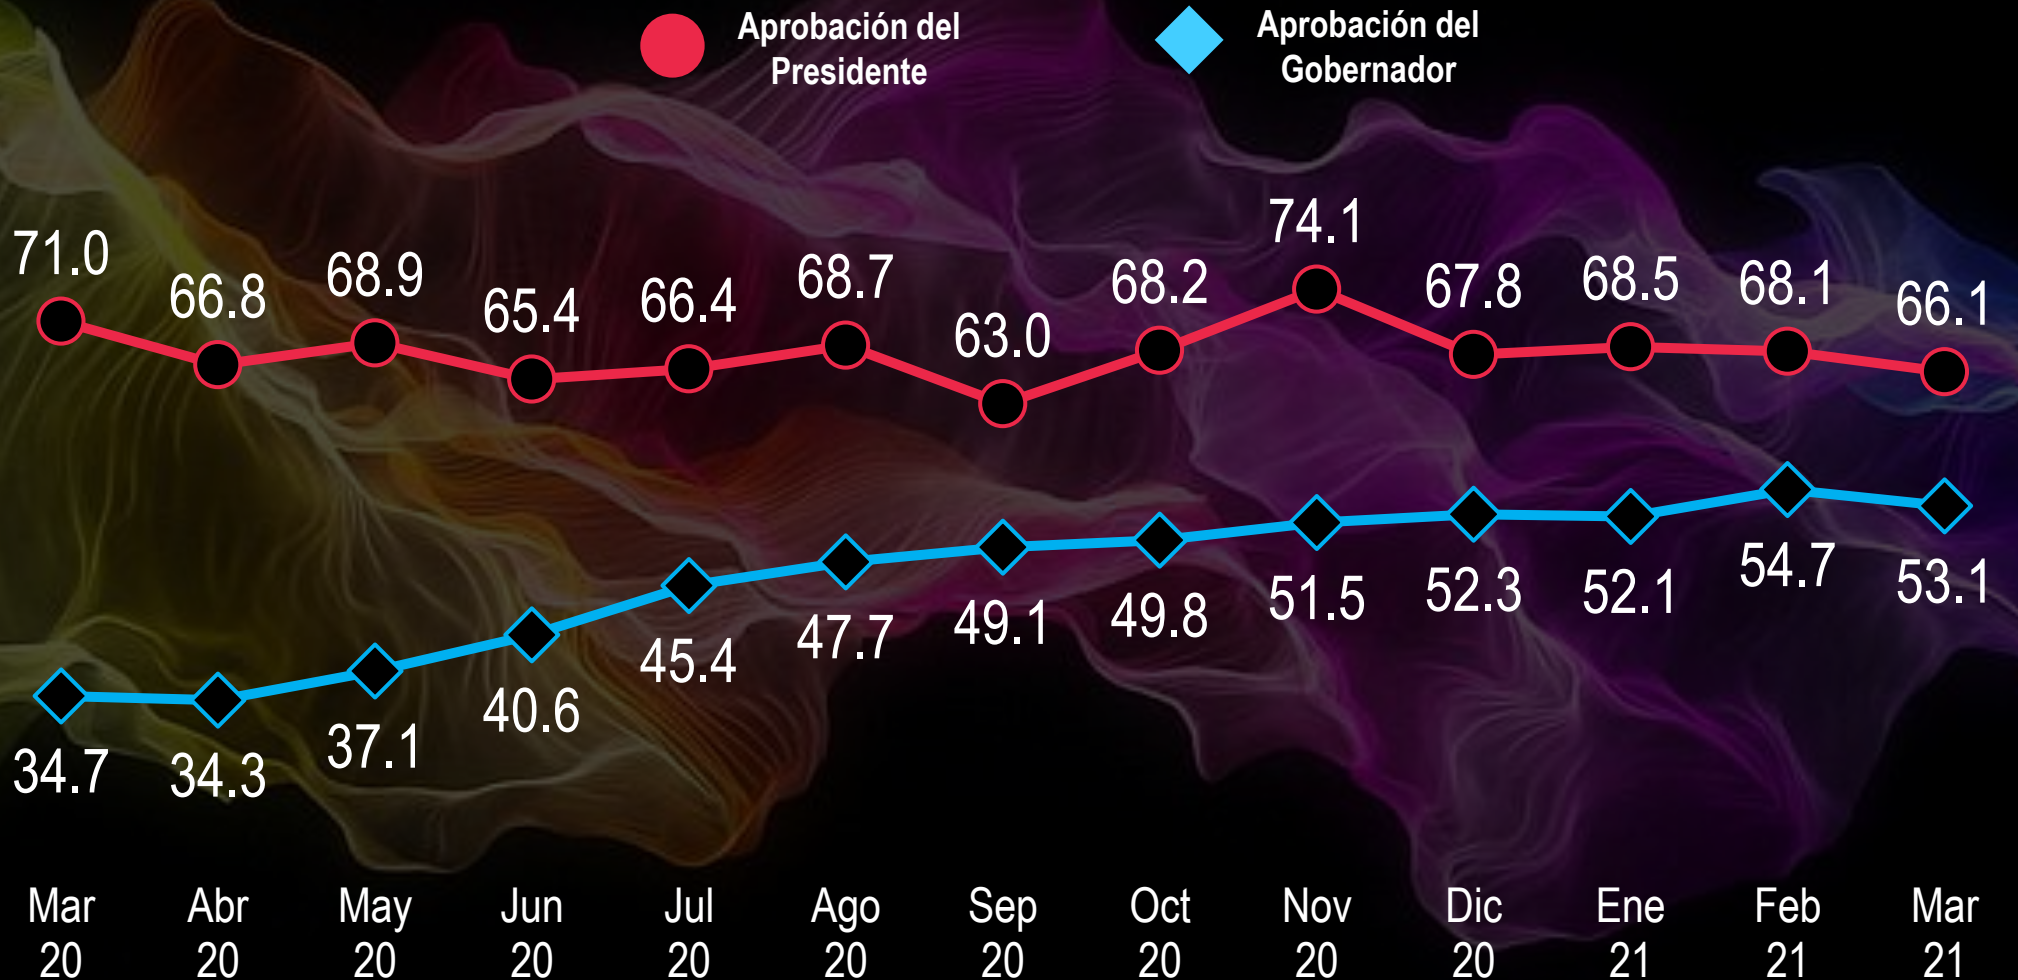 Aprobación del
Presidente
Aprobación del
Gobernador
71.0 66.8 68.9 65.4 66.4 68.7 63.0 68.2 74.1 67.8 68.5 68.1 66.1
34.7 34.3 37.1 40.6 45.4 47.7 49.1 49.8 51.5 52.3 52.1 54.7 53.1
Mar Abr May Jun Jul Ago Sep Oct Nov Dic Ene Feb Mar
20 20 20 20 20 20 20 20 20 20 21 21 21